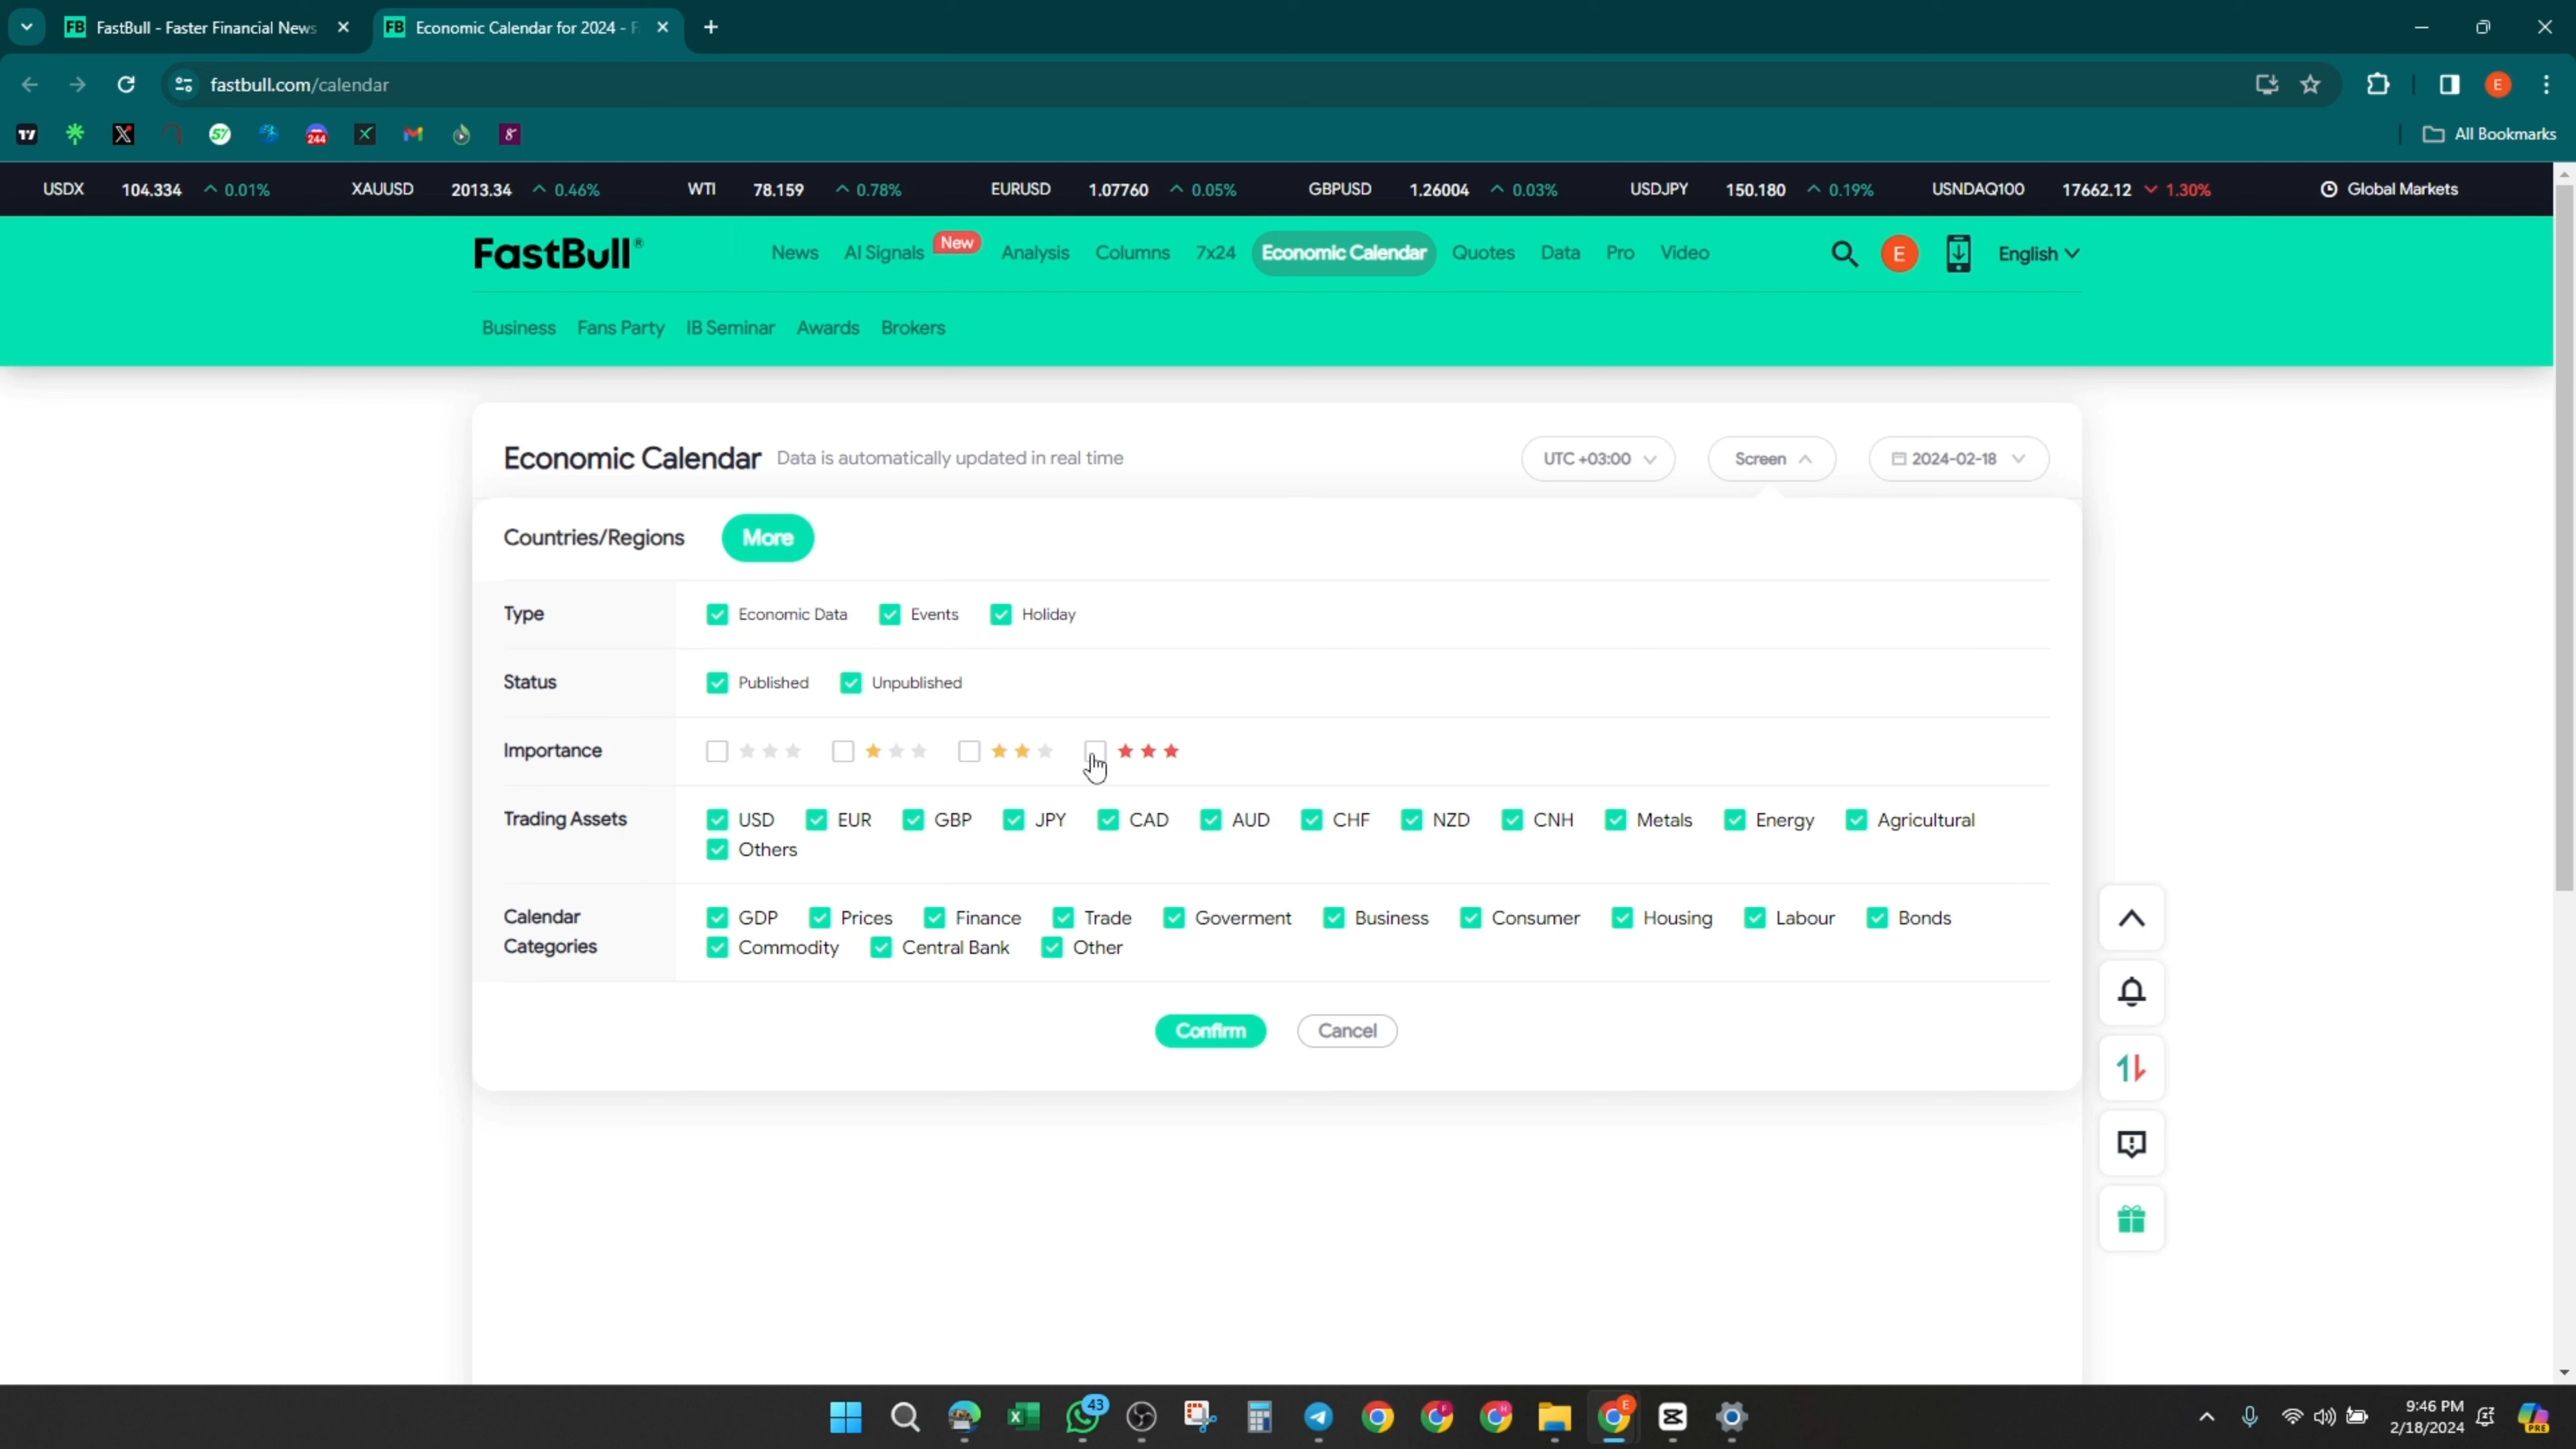 FB FastBull - Faster Financial News
FB Economic Calendar for 2024 - F
fastbull.com/calendar
E
244
All Bookmarks
USDX 104.334 0.01% XAUUSD 2013.34 0.46% WTI 78.159 0.78% EURUSD 1.07760 0.05% GBPUSD 1.26004 0.03% USDJPY 150.180 0.19% USNDAQ100 17662.12 1.30% Global Markets
FastBull® News AI Signals New Analysis Columns 7x24 Economic Calendar Quotes Data Pro Video E English
Business Fans Party IB Seminar Awards Brokers
Economic Calendar Data is automatically updated in real time UTC +03:00 Screen 2024-02-18
Countries/Regions More
Type Economic Data Events Holiday
Status Published Unpublished
Importance
Trading Assets USD EUR GBP JPY CAD AUD CHF NZD CNH Metals Energy Agricultural
Others
Calendar GDP Prices Finance Trade Goverment Business Consumer Housing Labour Bonds
Categories Commodity Central Bank Other
Confirm Cancel
43
E
9:46 PM
2/18/2024
PRE